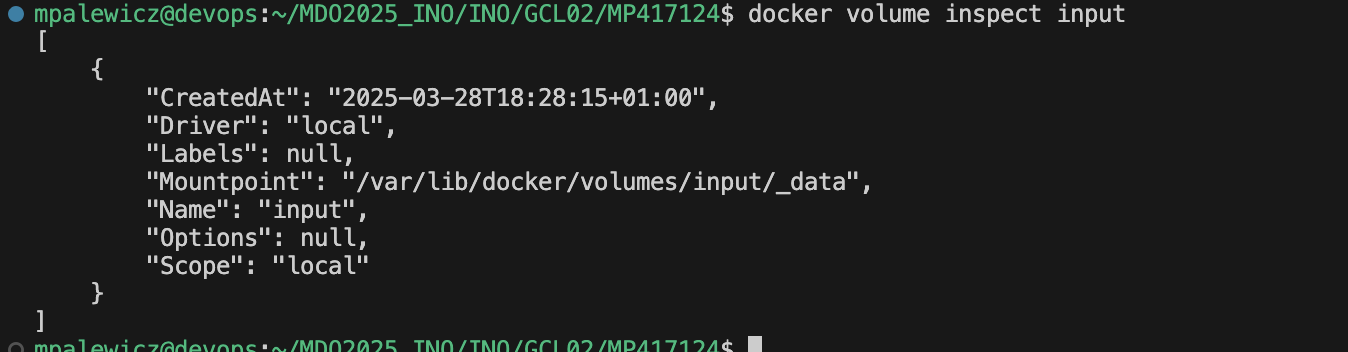 mpalewicz@devops:~/MDO2025_INO/INO/GCL02/MP417124$ docker volume inspect input
[
    {
        "CreatedAt": "2025-03-28T18:28:15+01:00",
        "Driver": "local",
        "Labels": null,
        "Mountpoint": "/var/lib/docker/volumes/input/_data",
        "Name": "input",
        "Options": null,
        "Scope": "local"
    }
]
mpalewicz@devops:~/MDO2025_INO/INO/GCL02/MP417124$